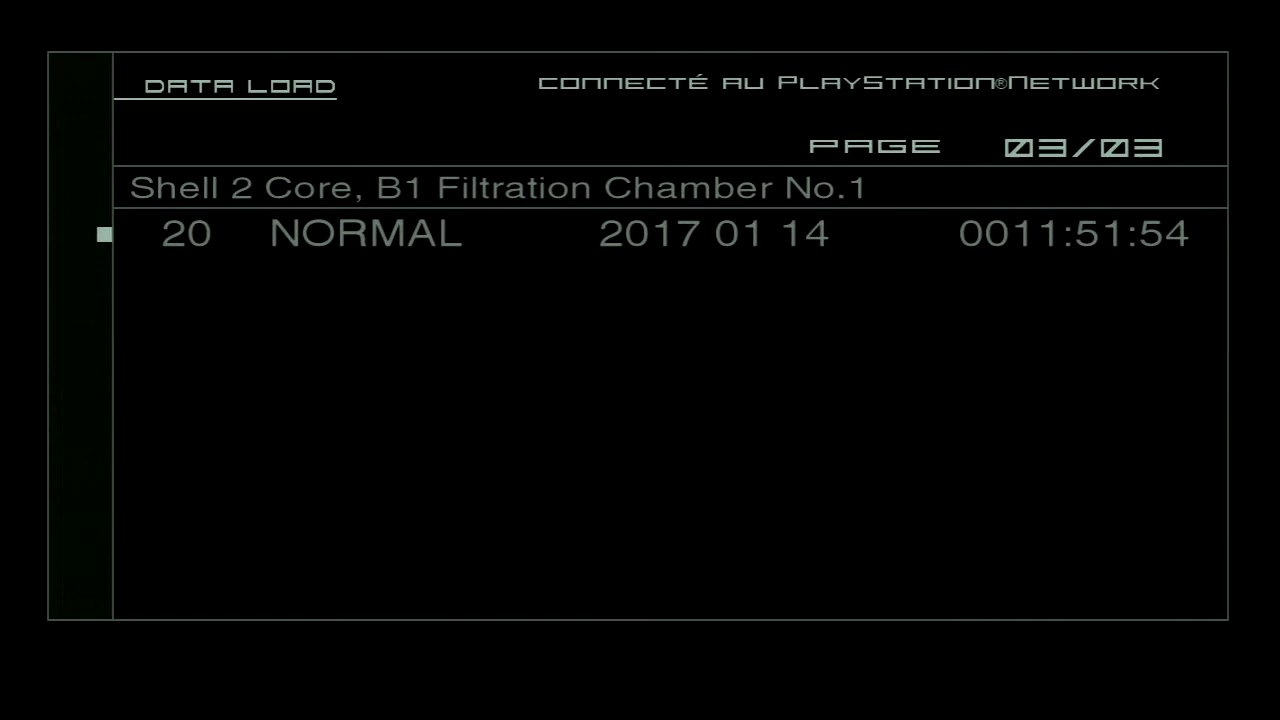 DATA LOAD
CONNECTÉ AU PLAYSTATION®NETWORK
PAGE 03/03
Shell 2 Core, B1 Filtration Chamber No.1
20 NORMAL 2017 01 14 0011:51:54